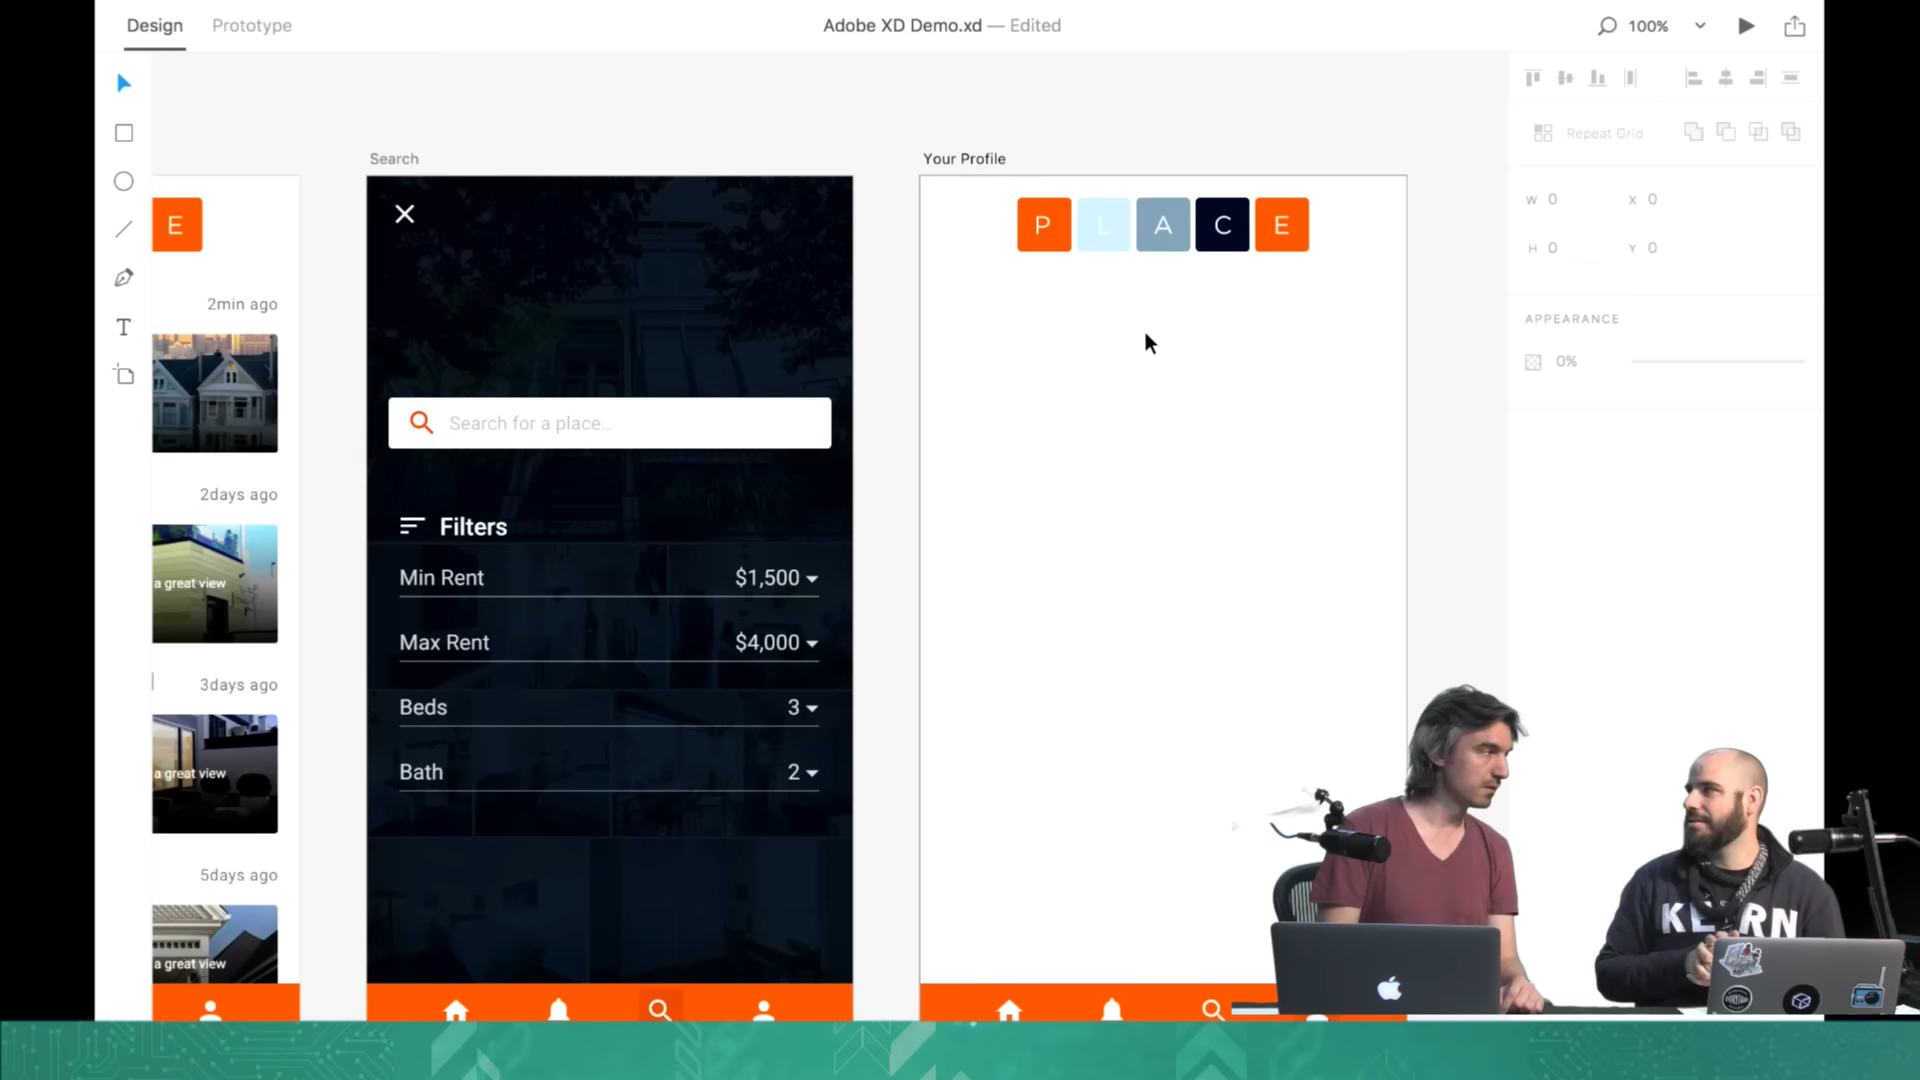 Design Prototype
Adobe XD Demo.xd — Edited
100%
Repeat Grid
W 0 X 0
H 0 Y 0
APPEARANCE
0%
E
2min ago
2days ago
a great view
3days ago
a great view
5days ago
a great view
Search
Search for a place...
Filters
Min Rent $1,500
Max Rent $4,000
Beds 3
Bath 2
Your Profile
P L A C E
KERN